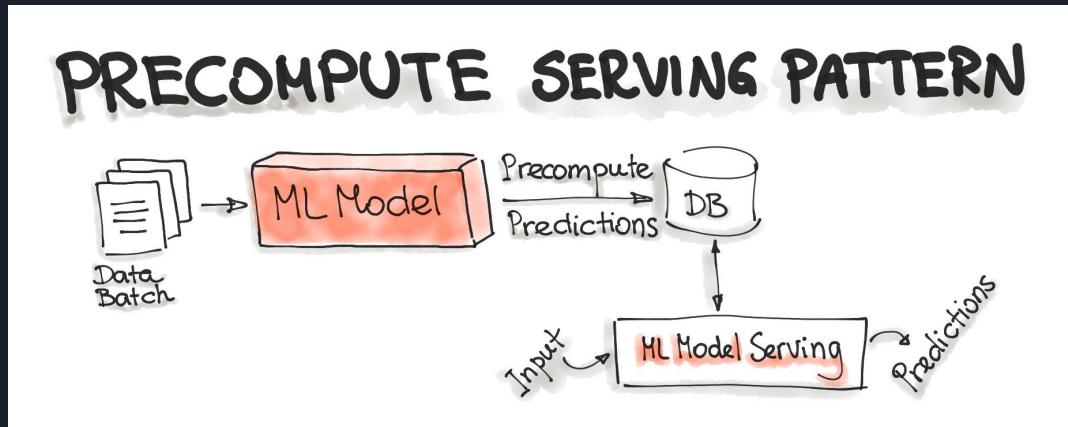 PRECOMPUTE SERVING PATTERN
Data
Batch
ML Model
Precompute
Predictions
DB
Input
ML Model Serving
Predictions